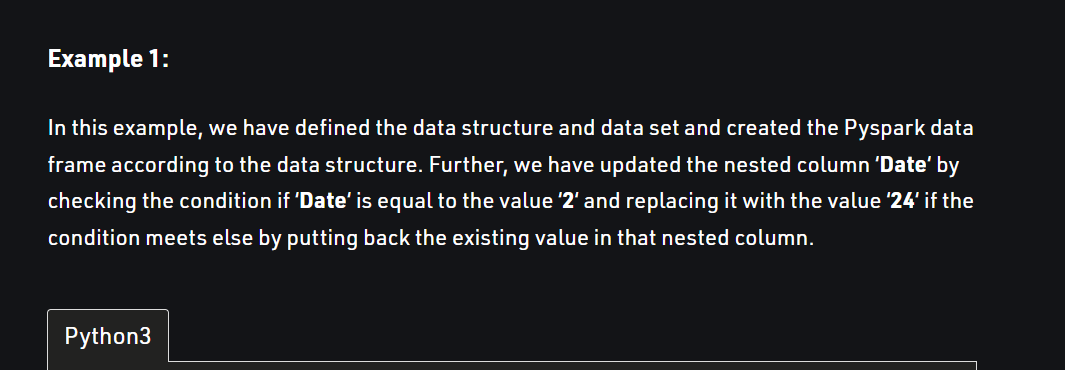 Example 1:
In this example, we have defined the data structure and data set and created the Pyspark data
frame according to the data structure. Further, we have updated the nested column ‘Date‘ by
checking the condition if ‘Date‘ is equal to the value ‘2‘ and replacing it with the value ‘24‘ if the
condition meets else by putting back the existing value in that nested column.
Python3